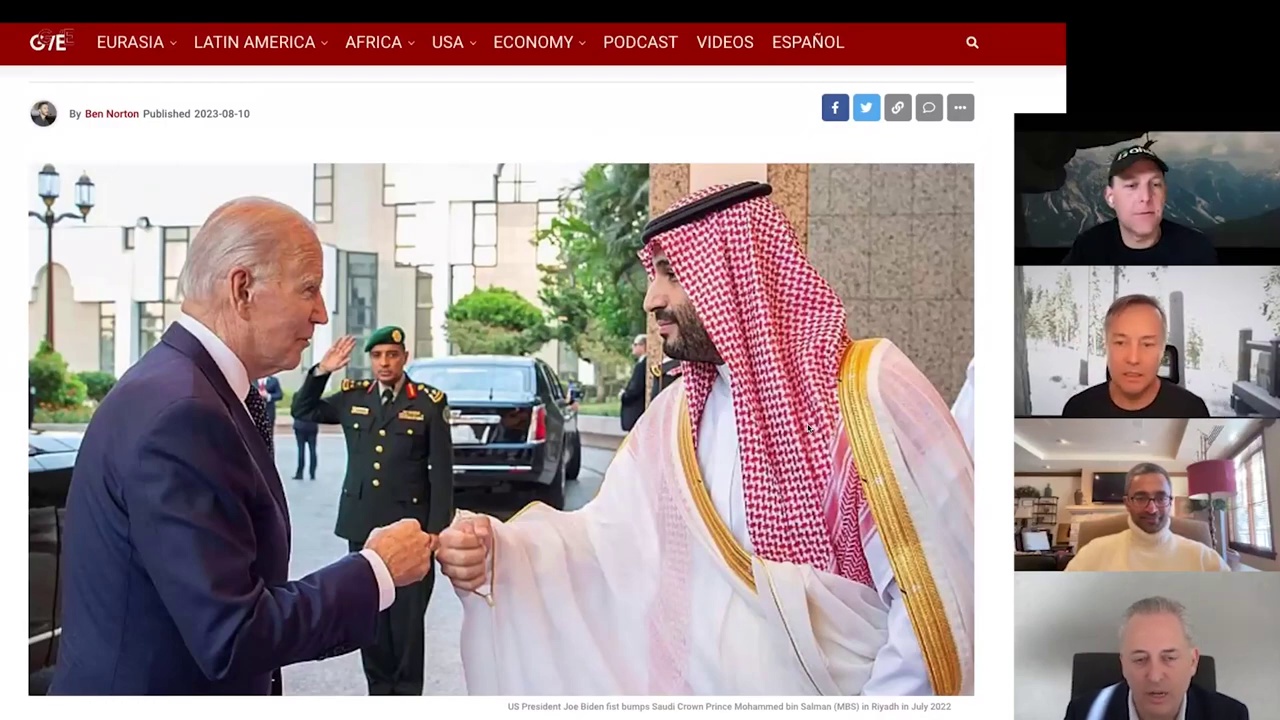 EURASIA LATIN AMERICA AFRICA USA ECONOMY PODCAST VIDEOS ESPAÑOL
By Ben Norton Published 2023-08-10
US President Joe Biden fist bumps Saudi Crown Prince Mohammed bin Salman (MBS) in Riyadh in July 2022